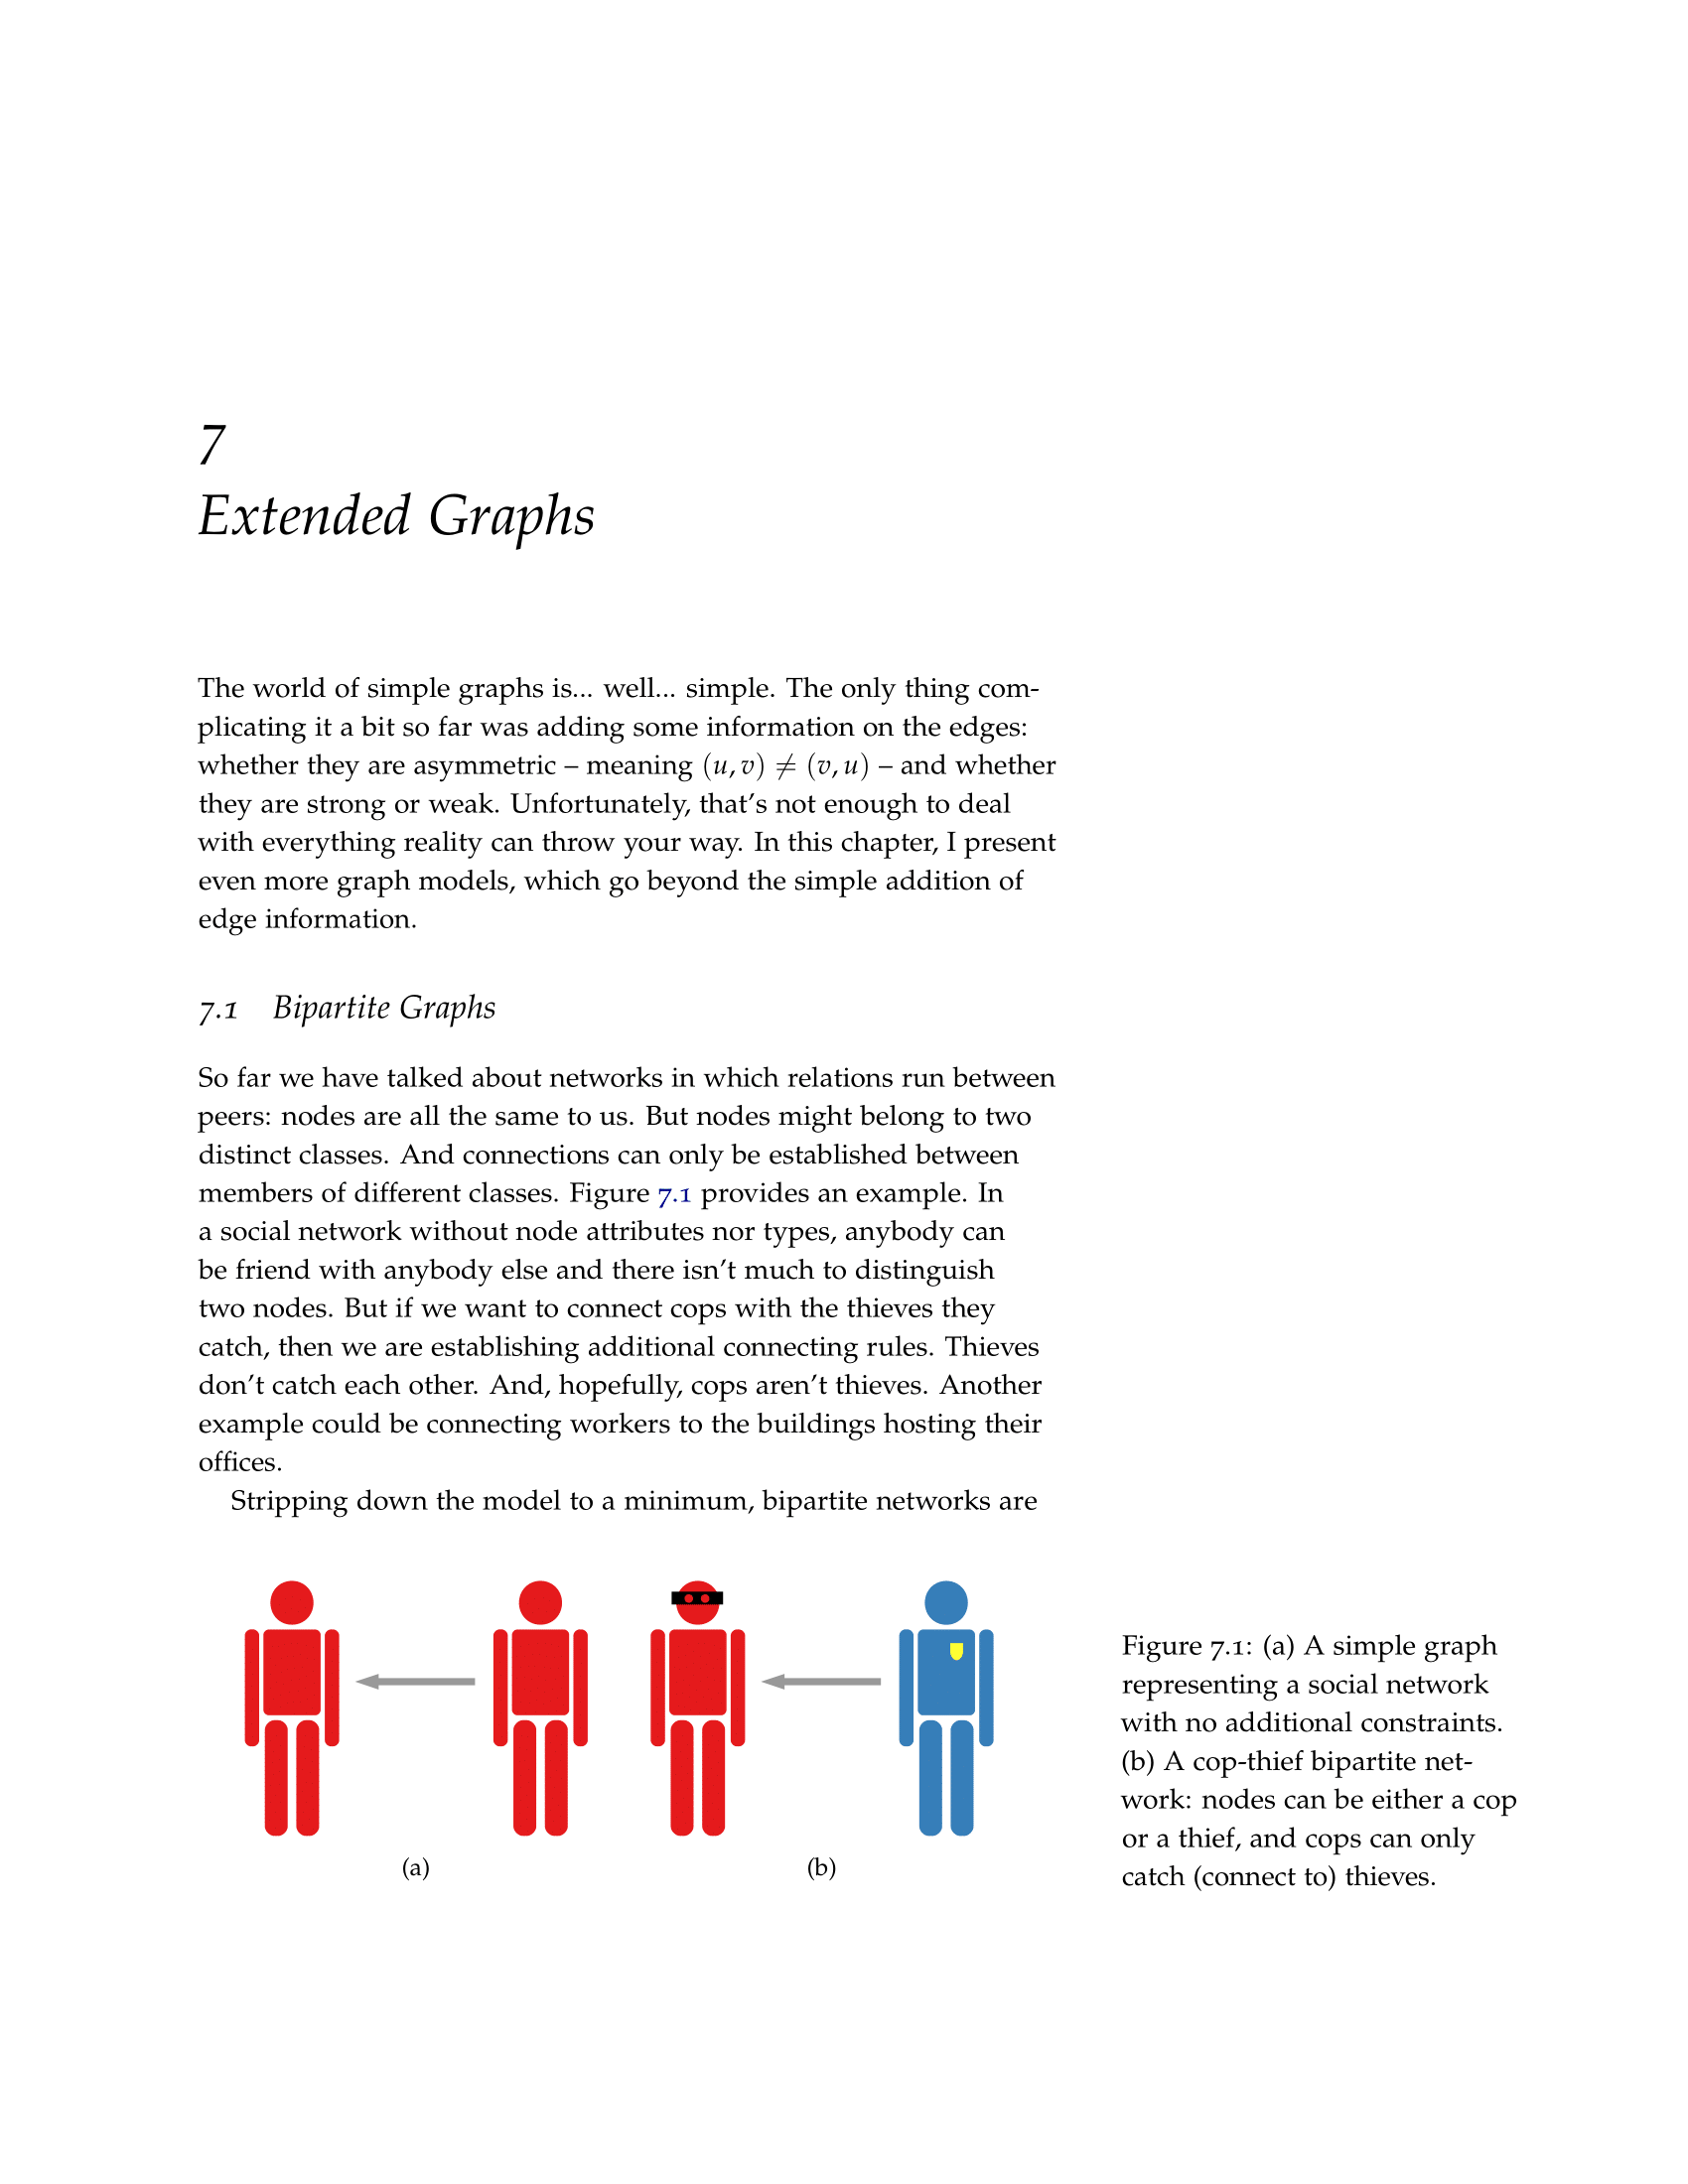 7
Extended Graphs
The world of simple graphs is... well... simple. The only thing com-
plicating it a bit so far was adding some information on the edges:
whether they are asymmetric – meaning (u, v) ≠ (v, u) – and whether
they are strong or weak. Unfortunately, that's not enough to deal
with everything reality can throw your way. In this chapter, I present
even more graph models, which go beyond the simple addition of
edge information.
7.1 Bipartite Graphs
So far we have talked about networks in which relations run between
peers: nodes are all the same to us. But nodes might belong to two
distinct classes. And connections can only be established between
members of different classes. Figure 7.1 provides an example. In
a social network without node attributes nor types, anybody can
be friend with anybody else and there isn't much to distinguish
two nodes. But if we want to connect cops with the thieves they
catch, then we are establishing additional connecting rules. Thieves
don't catch each other. And, hopefully, cops aren't thieves. Another
example could be connecting workers to the buildings hosting their
offices.
Stripping down the model to a minimum, bipartite networks are
(a)
(b)
Figure 7.1: (a) A simple graph
representing a social network
with no additional constraints.
(b) A cop-thief bipartite net-
work: nodes can be either a cop
or a thief, and cops can only
catch (connect to) thieves.